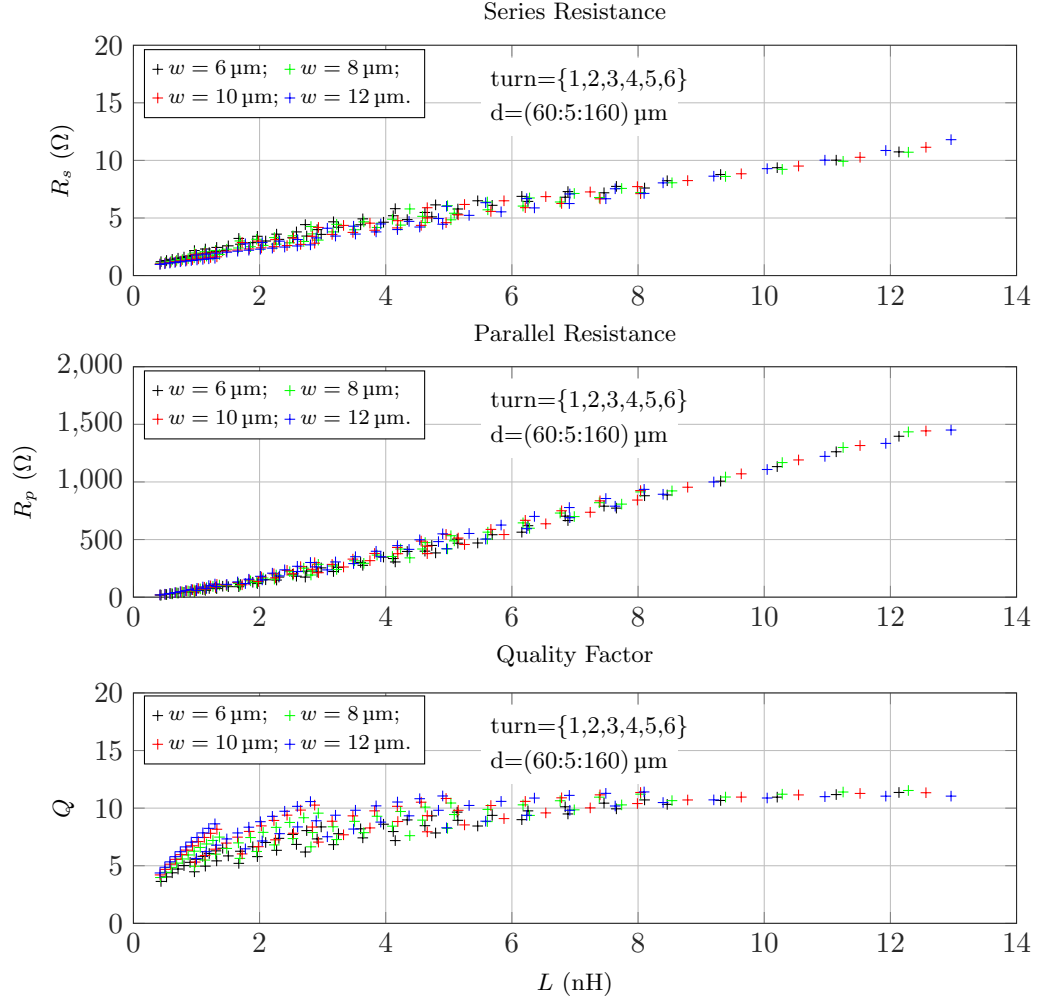 Series Resistance
20
15
10
5
0
R_s (Ω)
w = 6 µm; w = 8 µm;
w = 10 µm; w = 12 µm.
turn={1,2,3,4,5,6}
d=(60:5:160) µm
0 2 4 6 8 10 12 14
Parallel Resistance
2,000
1,500
1,000
500
0
R_p (Ω)
w = 6 µm; w = 8 µm;
w = 10 µm; w = 12 µm.
turn={1,2,3,4,5,6}
d=(60:5:160) µm
0 2 4 6 8 10 12 14
Quality Factor
20
15
10
5
0
Q
w = 6 µm; w = 8 µm;
w = 10 µm; w = 12 µm.
turn={1,2,3,4,5,6}
d=(60:5:160) µm
0 2 4 6 8 10 12 14
L (nH)